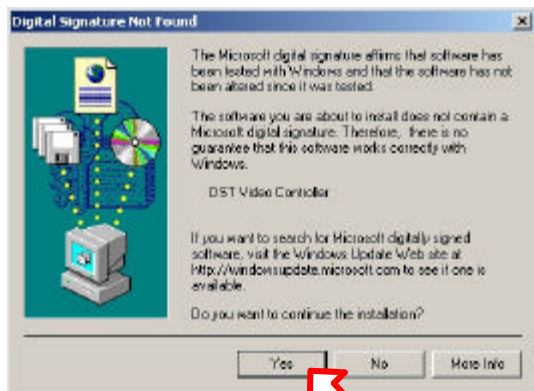 Digital Signature Not Found
The Microsoft digital signature affirms that software has
been tested with Windows and that the software has not
been altered since it was tested.
The software you are about to install does not contain a
Microsoft digital signature. Therefore, there is no
guarantee that this software works correctly with
Windows.
DST Video Controller
If you want to search for Microsoft digitally signed
software, visit the Windows Update Web site at
http://windowsupdate.microsoft.com to see if one is
available.
Do you want to continue the installation?
Yes
No
More Info